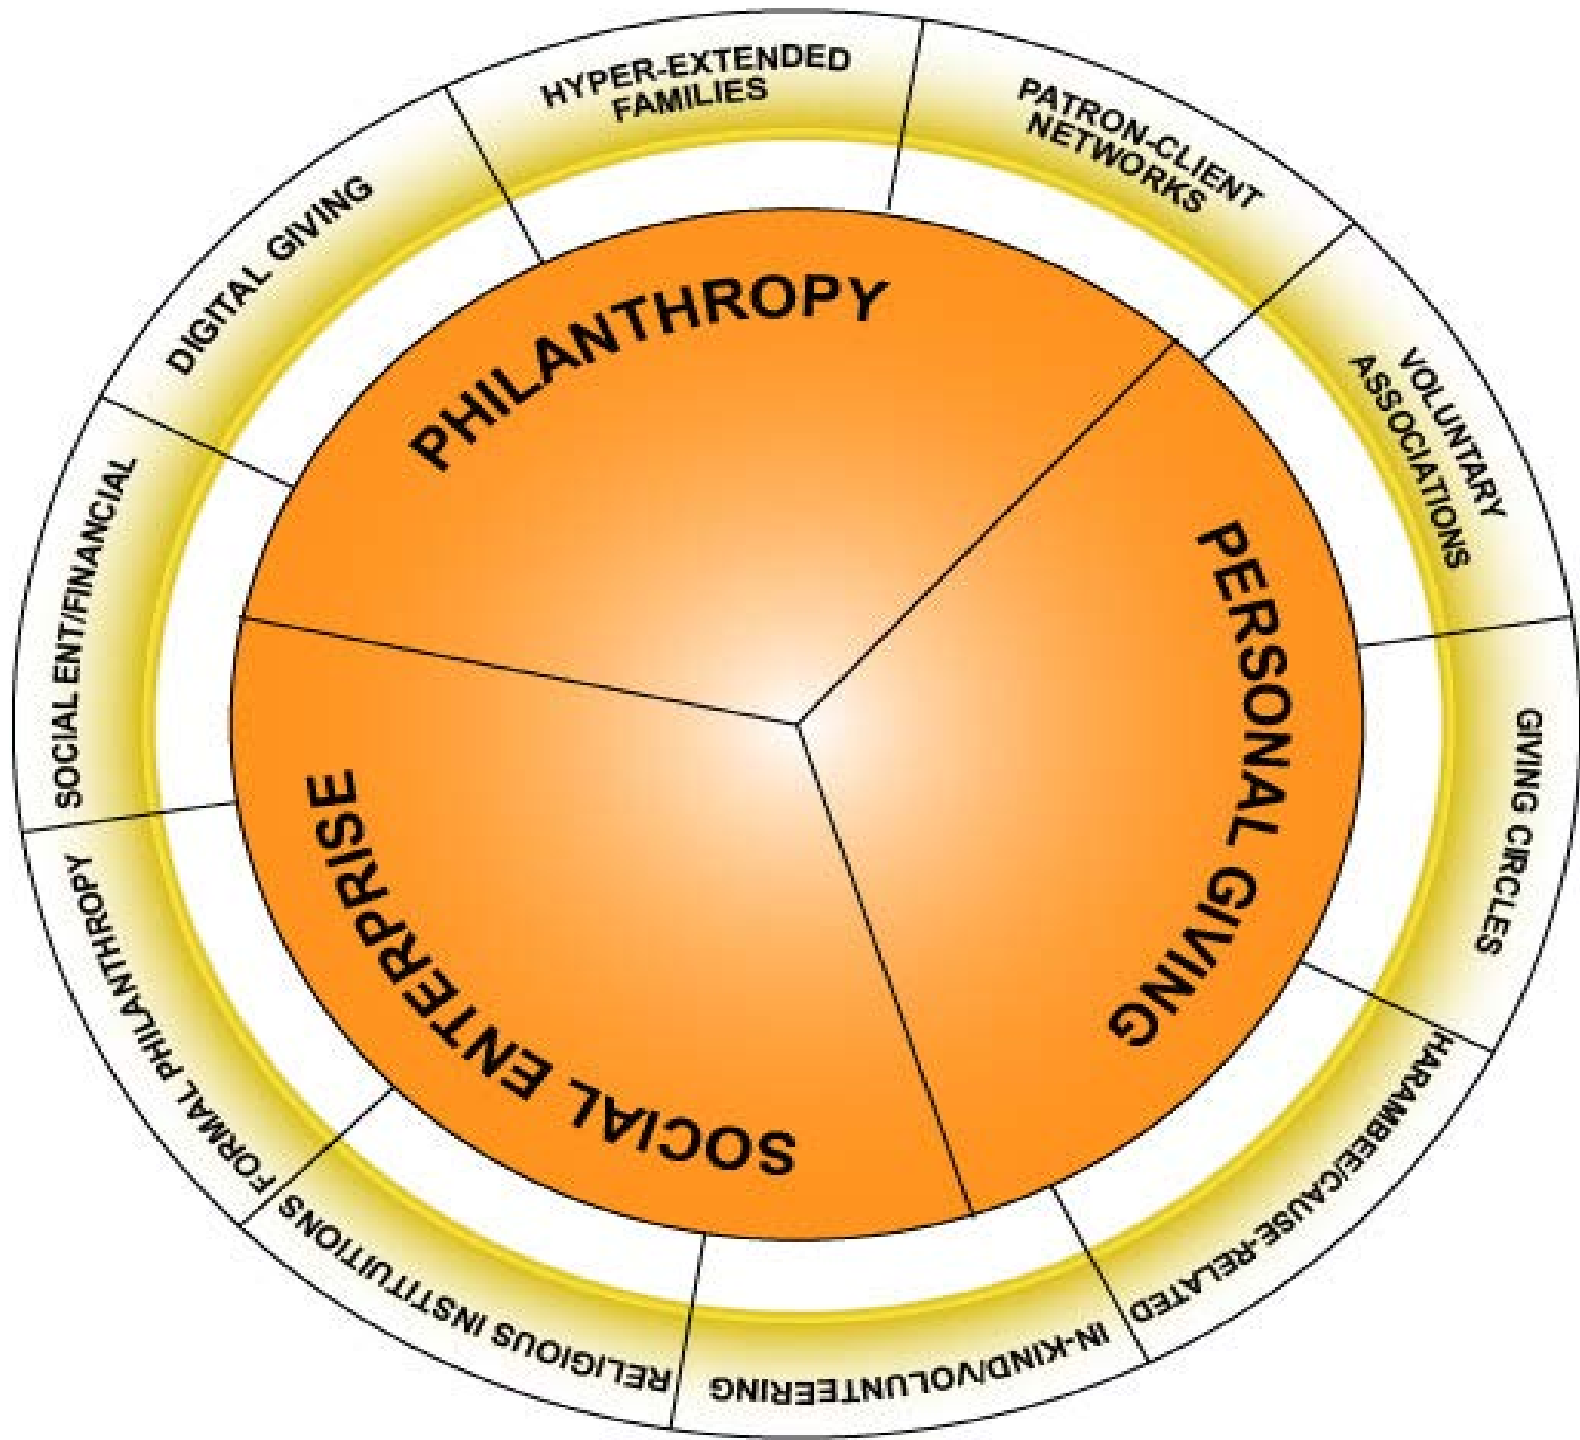 HYPER-EXTENDED
FAMILIES
PATRON-CLIENT
NETWORKS
VOLUNTARY
ASSOCIATIONS
GIVING CIRCLES
HARAMBEE/CAUSE-RELATED
IN-KIND/VOLUNTEERING
RELIGIOUS INSTITUITIONS
FORMAL PHILANTHROPY
SOCIAL ENT/FINANCIAL
DIGITAL GIVING
PHILANTHROPY
PERSONAL GIVING
SOCIAL ENTERPRISE